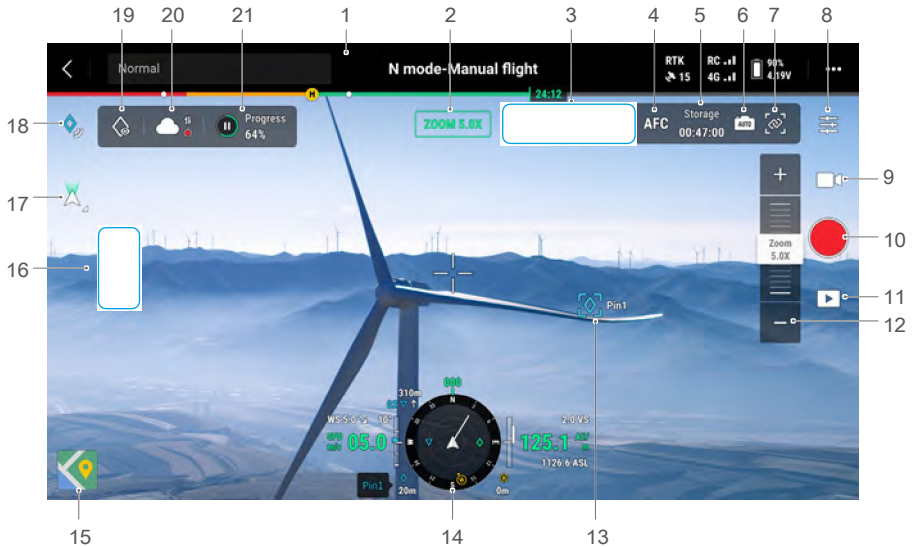 19 20 21 1 2 3 4 5 6 7 8
Normal
N mode-Manual flight
RTK
15
RC
4G
90%
4.19V
H
24:12
Progress
64%
ZOOM 5.0X
AFC
Storage
00:47:00
AUTO
18
17
16
+
Zoom
5.0X
−
9
10
11
12
Pin1
310m
000
WS 5.0
10°
SPD
m/s
05.0
N
S
2.0 VS
125.1
ALT
1126.6 ASL
Pin1
20m
0m
15 14 13